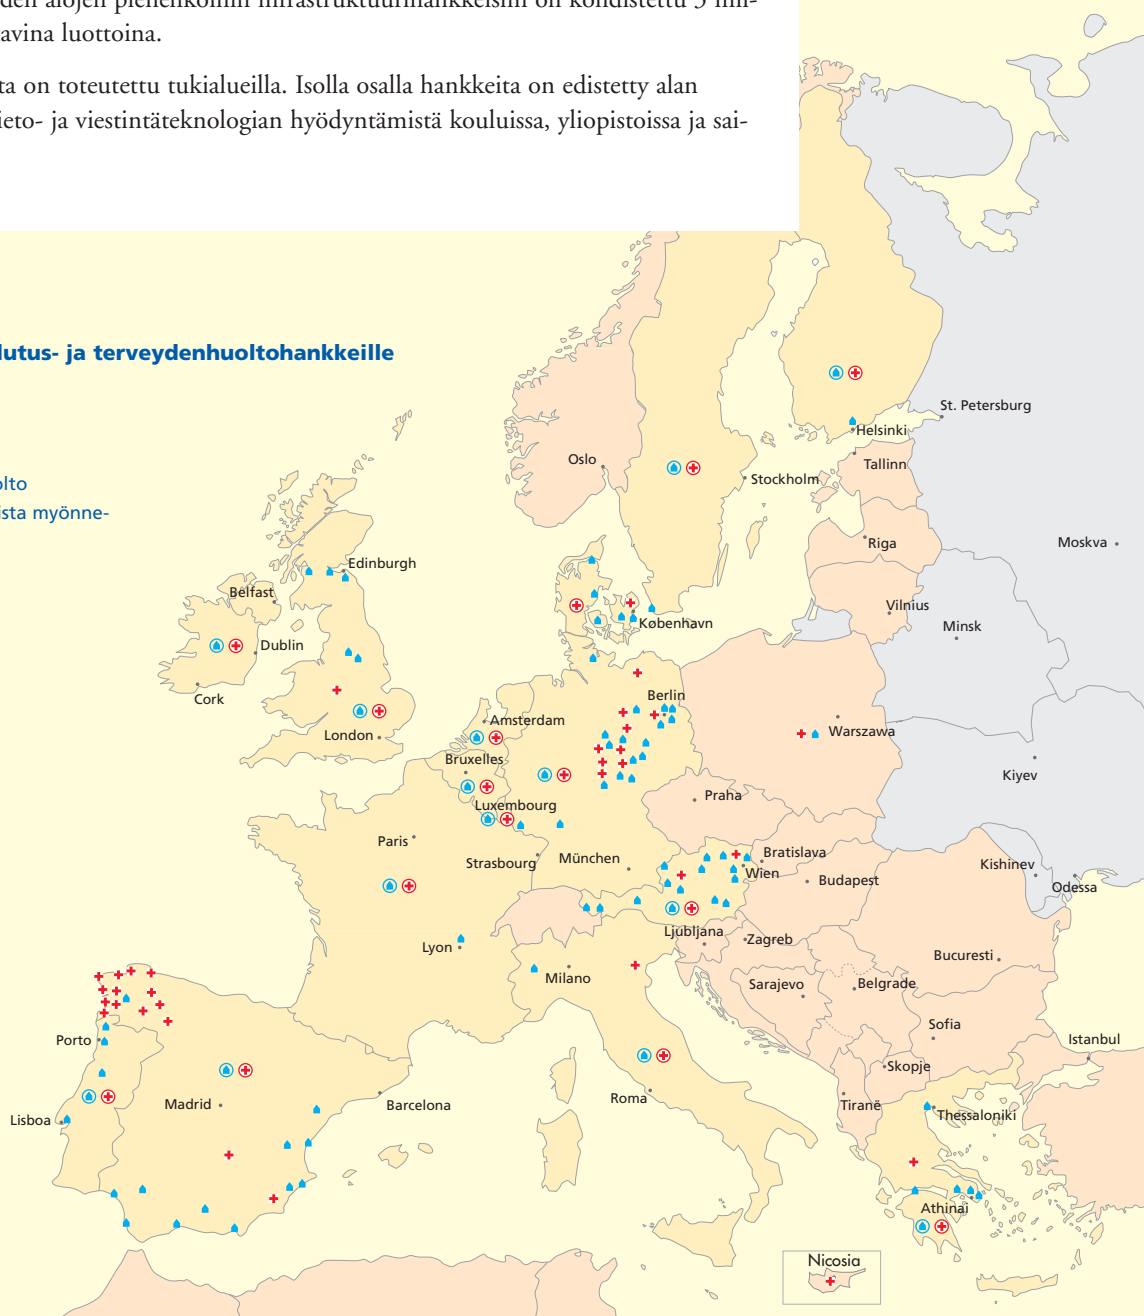 avina luottoina.
ta on toteutettu tukialueilla. Isolla osalla hankkeita on edistetty alan
ieto- ja viestintäteknologian hyödyntämistä kouluissa, yliopistoissa ja sai-
lutus- ja terveydenhuoltohankkeille
olto
ista myönne-
St. Petersburg
Helsinki
Oslo
Tallinn
Stockholm
Riga
Moskva
Edinburgh
Belfast
Vilnius
København
Minsk
Dublin
Cork
Berlin
Amsterdam
London
Warszawa
Bruxelles
Kiyev
Praha
Luxembourg
Paris
Strasbourg
München
Bratislava
Kishinev
Wien
Budapest
Odessa
Ljubljana
Zagreb
Lyon
Bucuresti
Milano
Sarajevo
Belgrade
Sofia
Porto
Istanbul
Skopje
Roma
Madrid
Barcelona
Tiranë
Thessaloniki
Lisboa
Athinai
Nicosia